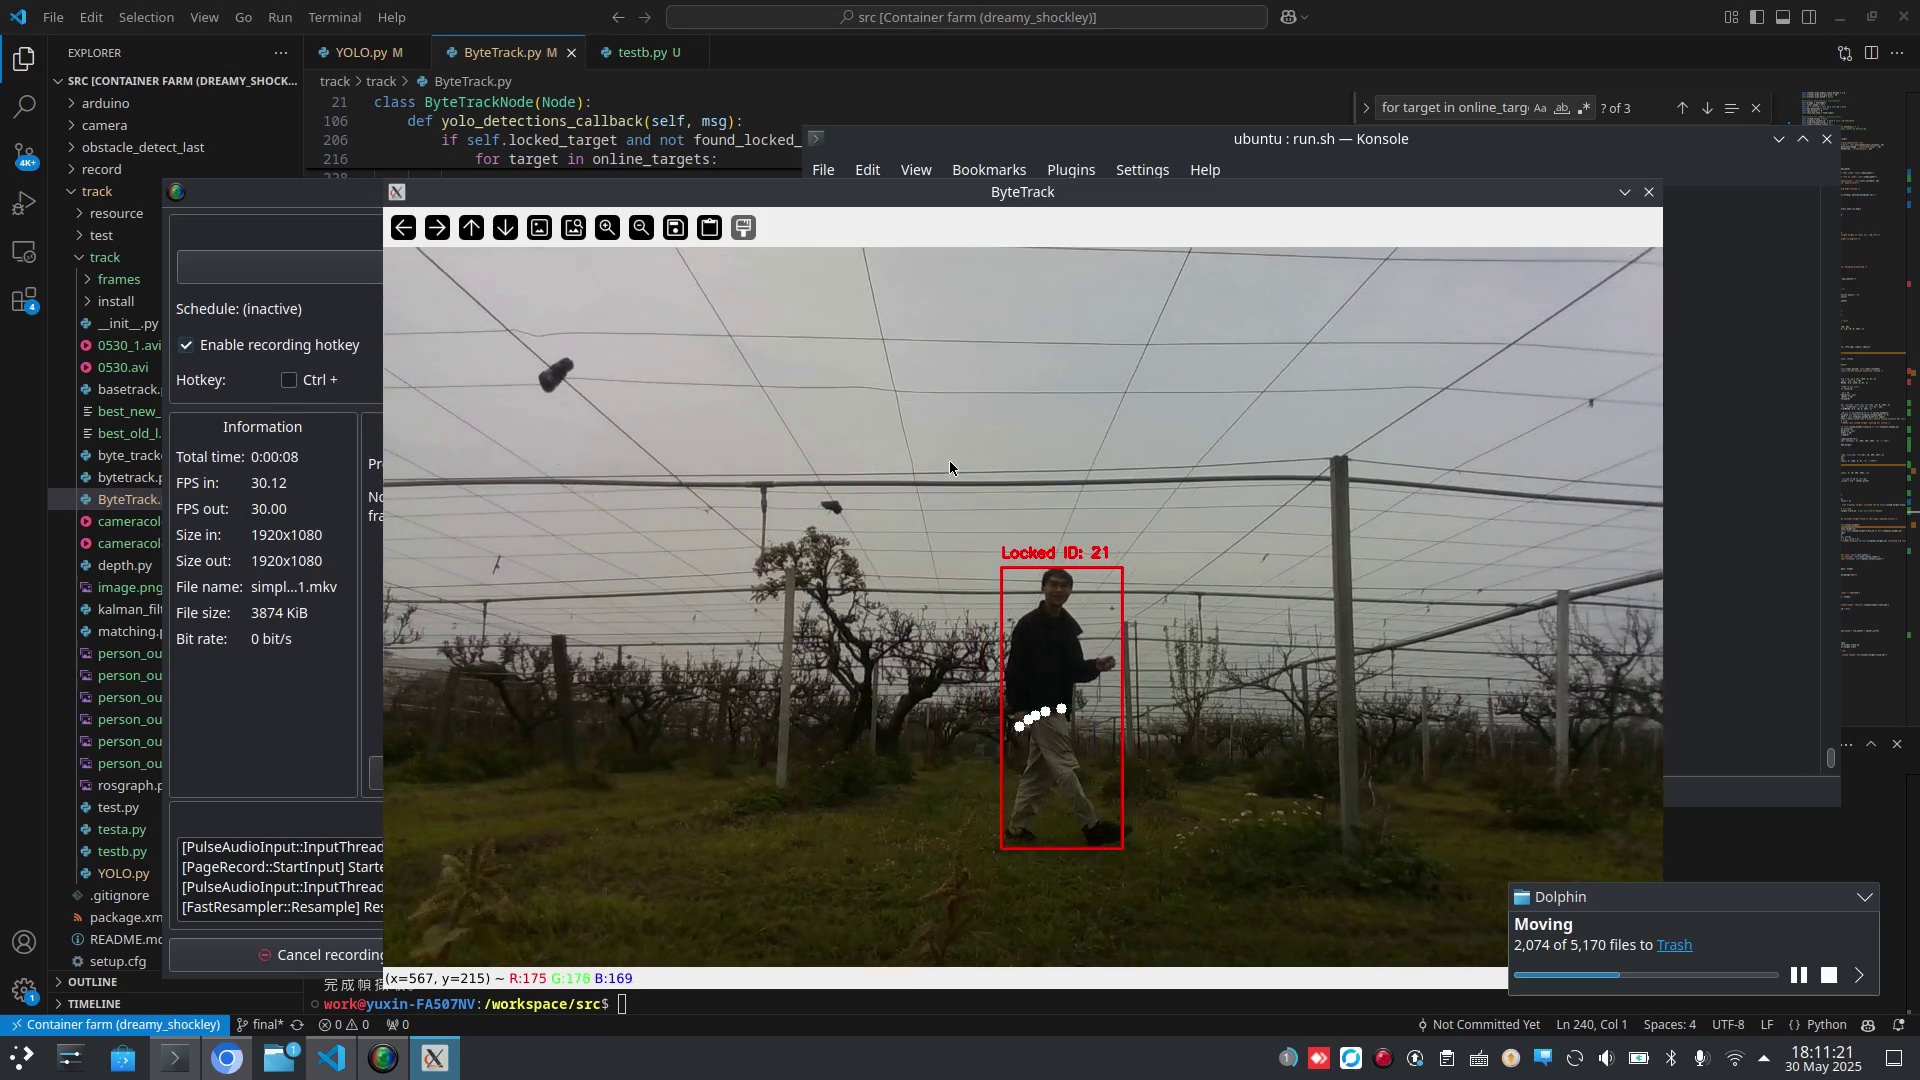 File Edit Selection View Go Run Terminal Help
src [Container farm (dreamy_shockley)]
EXPLORER
SRC [CONTAINER FARM (DREAMY_SHOCK...
arduino
camera
obstacle_detect_last
record
track
resource
test
track
frames
install
__init__.py
0530_1.avi
0530.avi
basetrack.
best_new_
best_old_l.
byte_track
bytetrack.p
ByteTrack.
cameracol
cameracol
depth.py
image.png
kalman_filt
matching.p
person_ou
person_ou
person_ou
person_ou
person_ou
person_ou
rosgraph.p
test.py
testa.py
testb.py
YOLO.py
.gitignore
package.xm
README.md
setup.cfg
OUTLINE
TIMELINE
4K+
4
1
YOLO.py M
ByteTrack.py M
testb.py U
track > track > ByteTrack.py
21 class ByteTrackNode(Node):
106 def yolo_detections_callback(self, msg):
206 if self.locked_target and not found_locked_
216 for target in online_targets:
228
for target in online_targ
Aa ab
? of 3
ubuntu : run.sh — Konsole
File Edit View Bookmarks Plugins Settings Help
ByteTrack
Schedule: (inactive)
Enable recording hotkey
Hotkey: Ctrl +
Information
Total time: 0:00:08
FPS in: 30.12
FPS out: 30.00
Size in: 1920x1080
Size out: 1920x1080
File name: simpl...1.mkv
File size: 3874 KiB
Bit rate: 0 bit/s
Pr
No
fra
[PulseAudioInput::InputThread
[PageRecord::StartInput] Starte
[PulseAudioInput::InputThread
[FastResampler::Resample] Res
Cancel recording
Locked ID: 21
(x=567, y=215) ~ R:175 G:176 B:169
Dolphin
Moving
2,074 of 5,170 files to Trash
work@yuxin-FA507NV:/workspace/src$
Container farm (dreamy_shockley)
final*
0 0
0
Not Committed Yet
Ln 240, Col 1
Spaces: 4
UTF-8
LF
{ } Python
1
1
18:11:21
30 May 2025